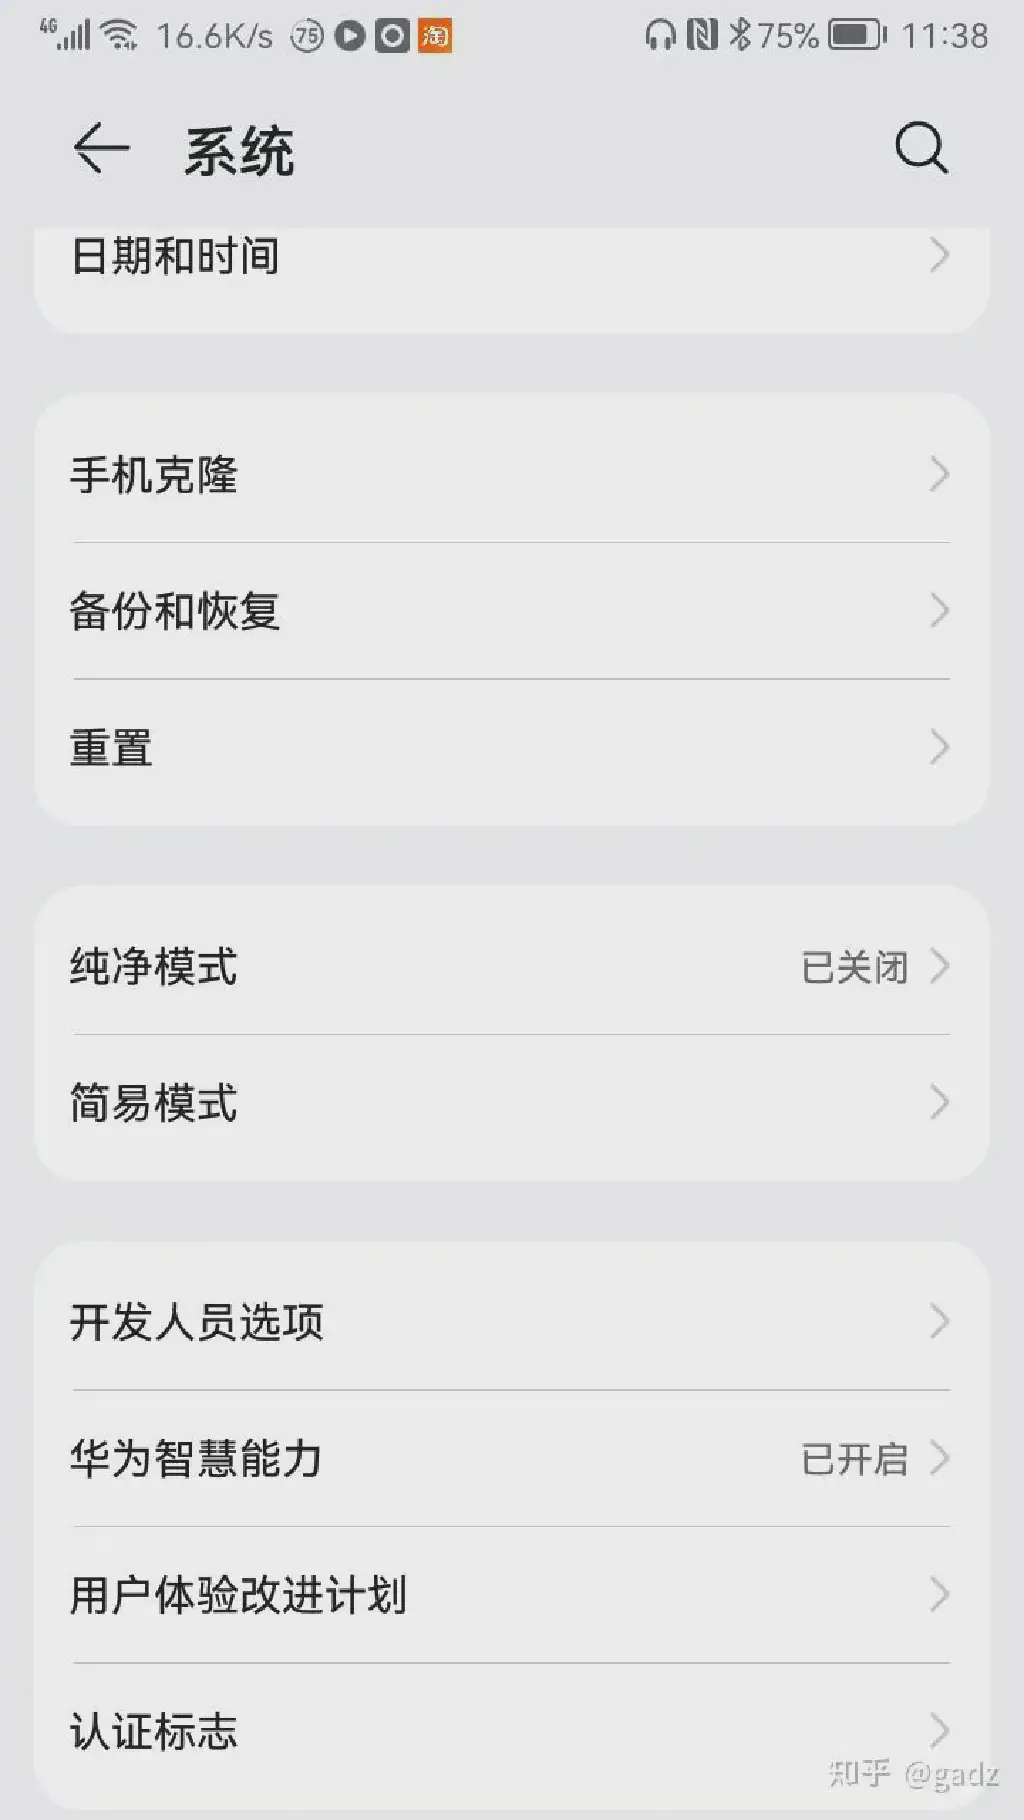 4G 16.6K/s 75 淘 75% 11:38
系统
日期和时间
手机克隆
备份和恢复
重置
纯净模式 已关闭
简易模式
开发人员选项
华为智慧能力 已开启
用户体验改进计划
认证标志
知乎 @gadz